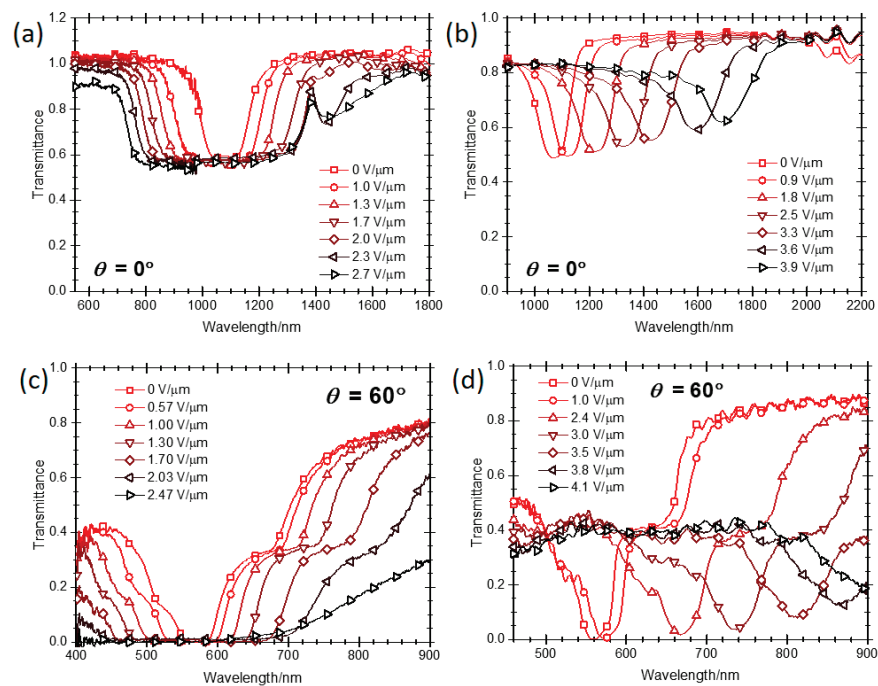 (a)
1.2
1.0
0.8
0.6
0.4
0.2
0.0
Transmittance
0 V/μm
1.0 V/μm
1.3 V/μm
1.7 V/μm
2.0 V/μm
2.3 V/μm
2.7 V/μm
θ = 0°
600 800 1000 1200 1400 1600 1800
Wavelength/nm
(b)
1.0
0.8
0.6
0.4
0.2
0.0
Transmittance
0 V/μm
0.9 V/μm
1.8 V/μm
2.5 V/μm
3.3 V/μm
3.6 V/μm
3.9 V/μm
θ = 0°
1000 1200 1400 1600 1800 2000 2200
Wavelength/nm
(c)
1.0
0.8
0.6
0.4
0.2
0.0
Transmittance
0 V/μm
0.57 V/μm
1.00 V/μm
1.30 V/μm
1.70 V/μm
2.03 V/μm
2.47 V/μm
θ = 60°
400 500 600 700 800 900
Wavelength/nm
(d)
1.0
0.8
0.6
0.4
0.2
0.0
Transmittance
0 V/μm
1.0 V/μm
2.4 V/μm
3.0 V/μm
3.5 V/μm
3.8 V/μm
4.1 V/μm
θ = 60°
500 600 700 800 900
Wavelength/nm